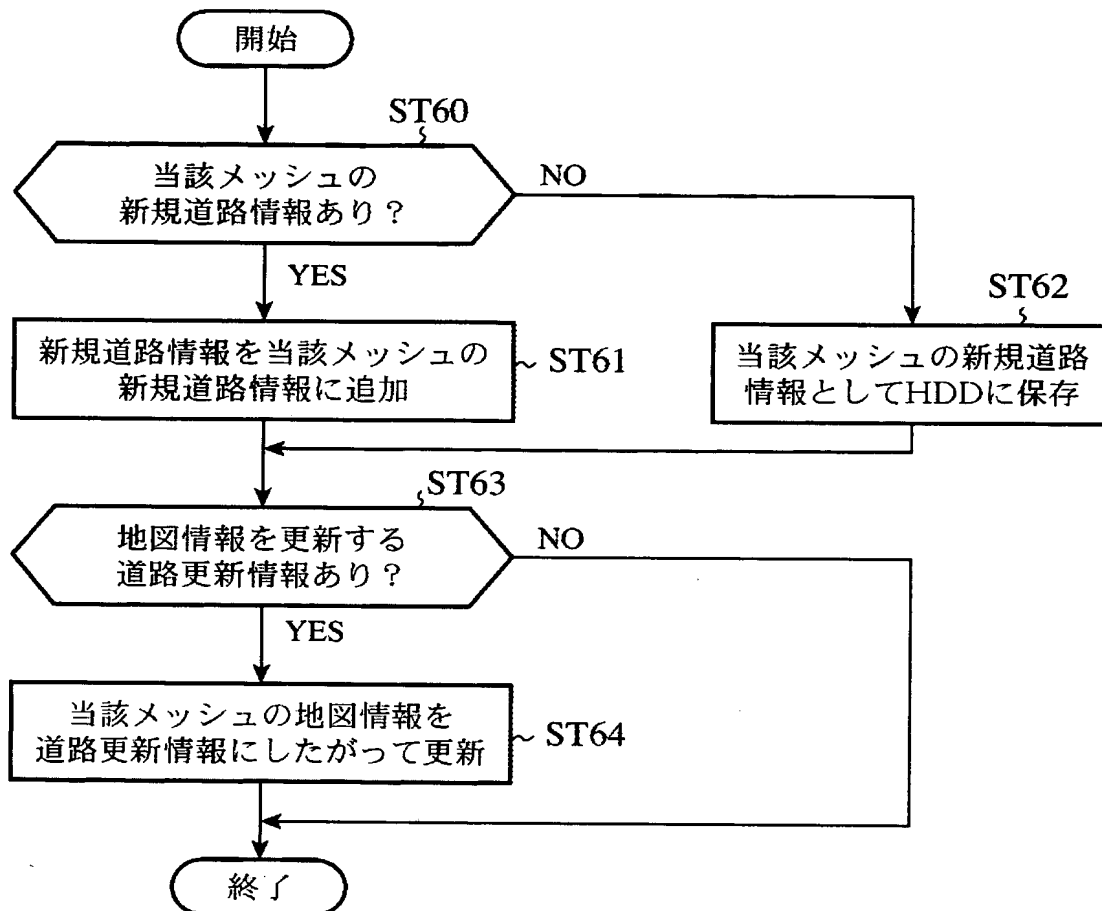 開始
ST60
当該メッシュの
新規道路情報あり？
NO
YES
ST62
新規道路情報を当該メッシュの
新規道路情報に追加
ST61
当該メッシュの新規道路
情報としてHDDに保存
ST63
地図情報を更新する
道路更新情報あり？
NO
YES
当該メッシュの地図情報を
道路更新情報にしたがって更新
ST64
終了